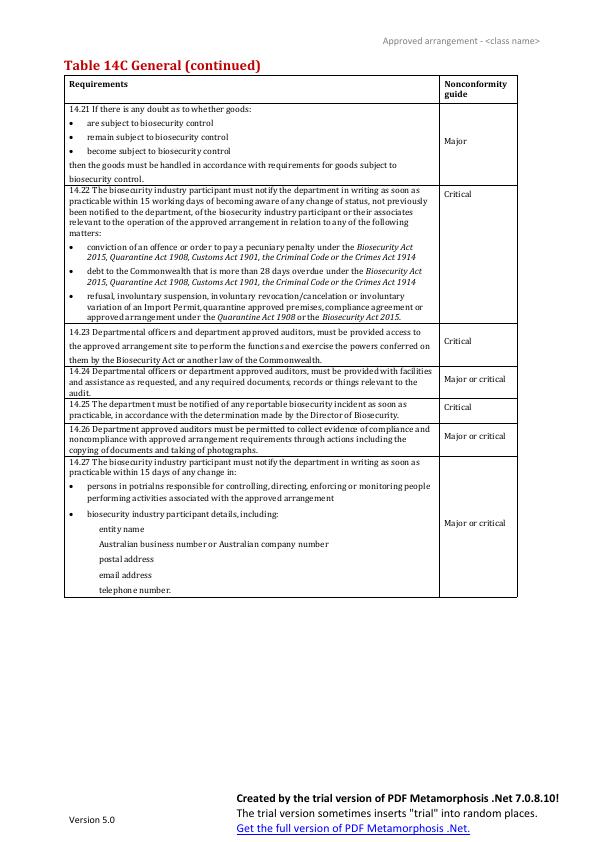 Approved arrangement - <class name>
Table 14C General (continued)
Requirements
Nonconformity
guide
14.21 If there is any doubt as to whether goods:
• are subject to biosecurity control
• remain subject to biosecurity control
• become subject to biosecurity control
then the goods must be handled in accordance with requirements for goods subject to
biosecurity control.
Major
14.22 The biosecurity industry participant must notify the department in writing as soon as
practicable within 15 working days of becoming aware of any change of status, not previously
been notified to the department, of the biosecurity industry participant or their associates
relevant to the operation of the approved arrangement in relation to any of the following
matters:
• conviction of an offence or order to pay a pecuniary penalty under the Biosecurity Act
2015, Quarantine Act 1908, Customs Act 1901, the Criminal Code or the Crimes Act 1914
• debt to the Commonwealth that is more than 28 days overdue under the Biosecurity Act
2015, Quarantine Act 1908, Customs Act 1901, the Criminal Code or the Crimes Act 1914
• refusal, involuntary suspension, involuntary revocation/cancelation or involuntary
variation of an Import Permit, quarantine approved premises, compliance agreement or
approved arrangement under the Quarantine Act 1908 or the Biosecurity Act 2015.
Critical
14.23 Departmental officers and department approved auditors, must be provided access to
the approved arrangement site to perform the functions and exercise the powers conferred on
them by the Biosecurity Act or another law of the Commonwealth.
Critical
14.24 Departmental officers or department approved auditors, must be provided with facilities
and assistance as requested, and any required documents, records or things relevant to the
audit.
Major or critical
14.25 The department must be notified of any reportable biosecurity incident as soon as
practicable, in accordance with the determination made by the Director of Biosecurity.
Critical
14.26 Department approved auditors must be permitted to collect evidence of compliance and
noncompliance with approved arrangement requirements through actions including the
copying of documents and taking of photographs.
Major or critical
14.27 The biosecurity industry participant must notify the department in writing as soon as
practicable within 15 days of any change in:
• persons in potrialns responsible for controlling, directing, enforcing or monitoring people
performing activities associated with the approved arrangement
• biosecurity industry participant details, including:
entity name
Australian business number or Australian company number
postal address
email address
telephone number.
Major or critical
Version 5.0
Created by the trial version of PDF Metamorphosis .Net 7.0.8.10!
The trial version sometimes inserts "trial" into random places.
Get the full version of PDF Metamorphosis .Net.